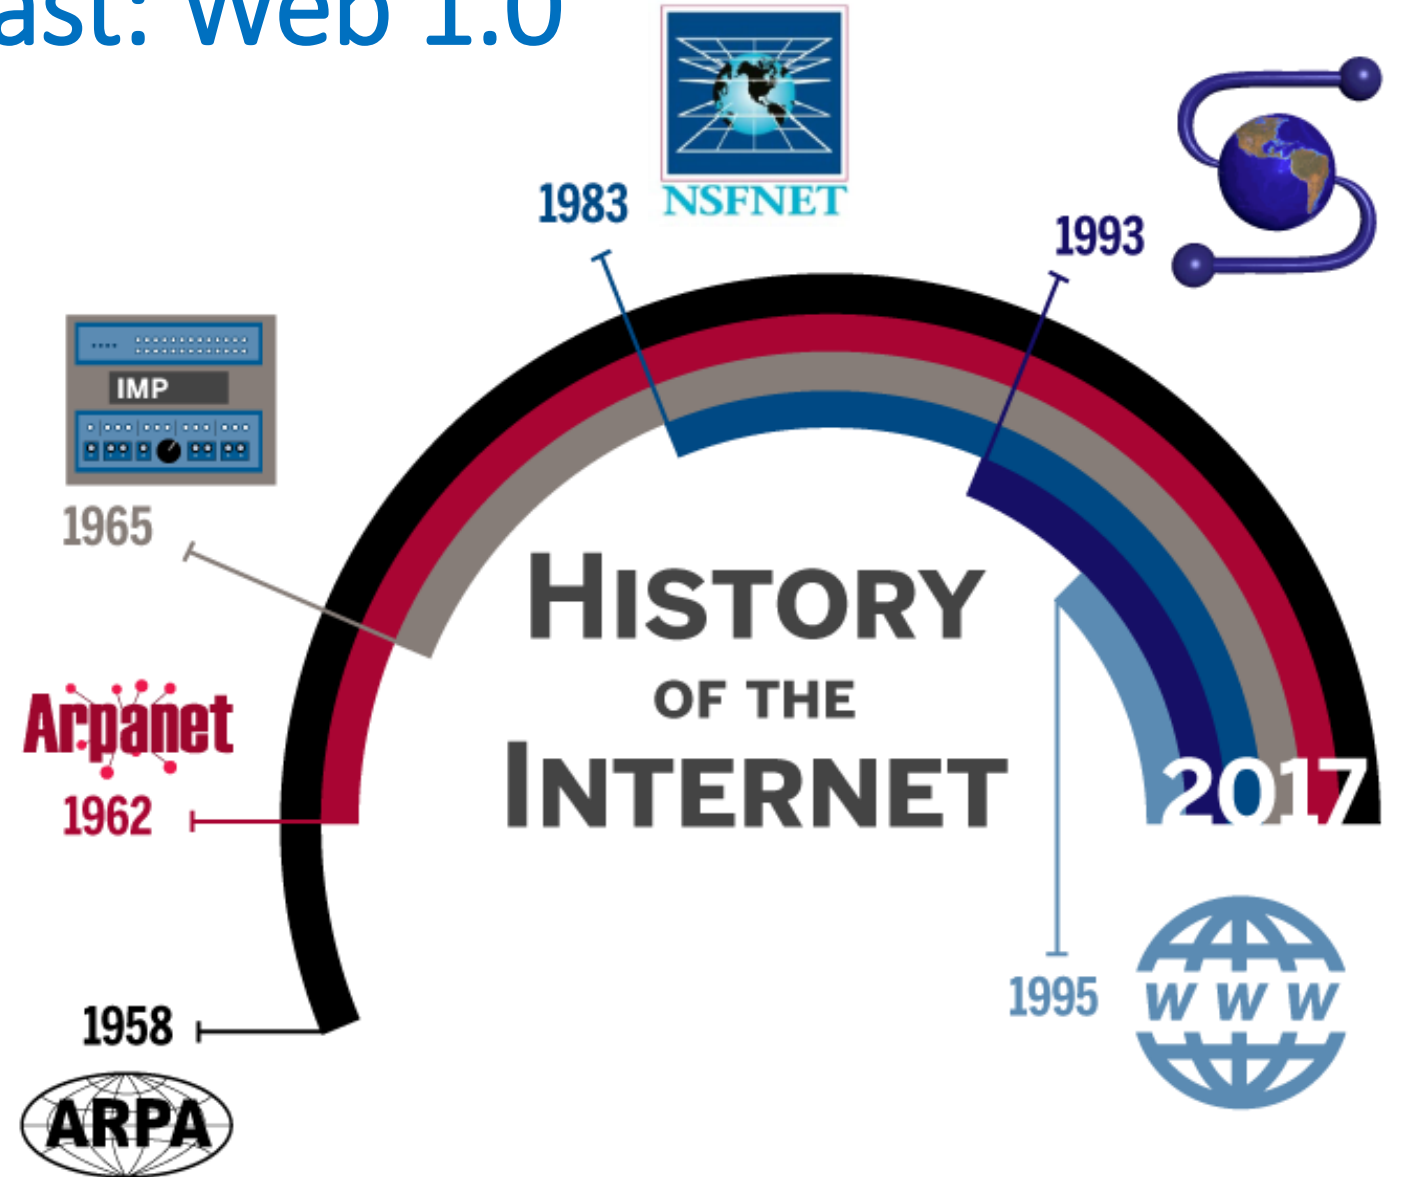 ast: Web 1.0
NSFNET
1983
1993
IMP
1965
HISTORY
OF THE
INTERNET
Arpanet
1962
2017
1995
WWW
1958
ARPA